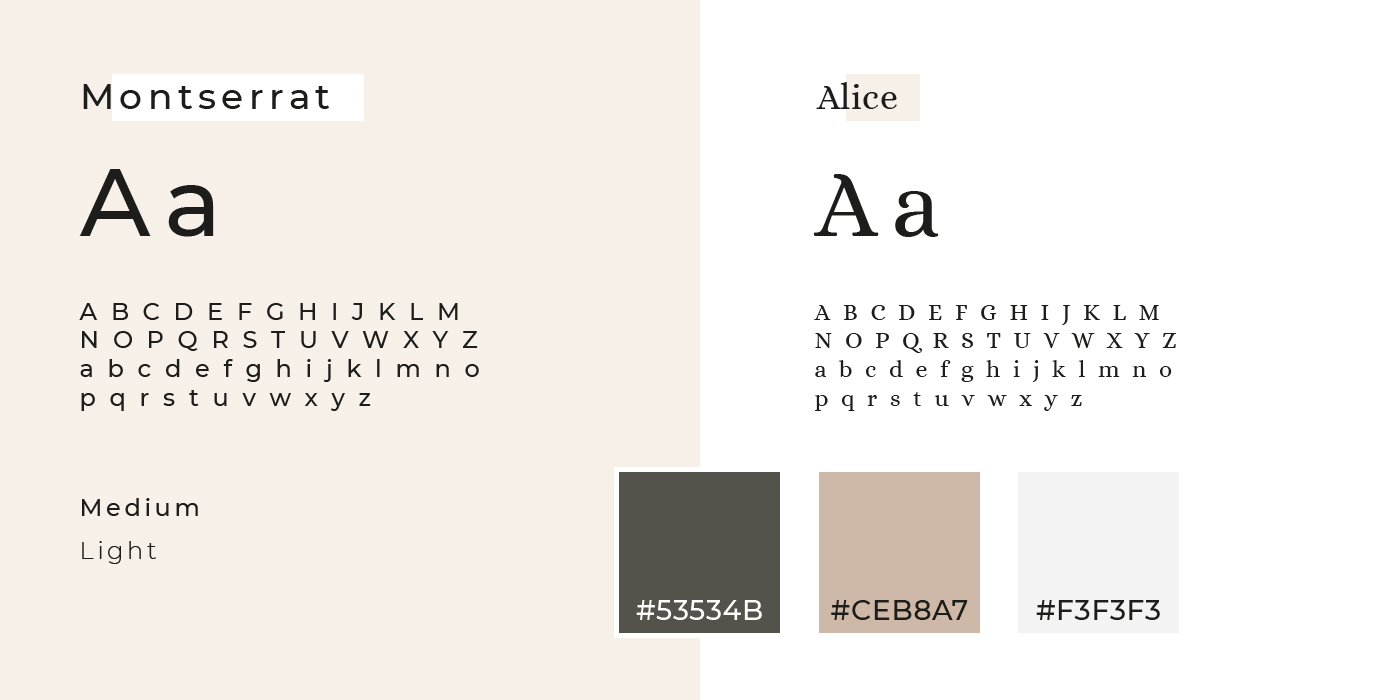 Montserrat
Aa
A B C D E F G H I J K L M
N O P Q R S T U V W X Y Z
a b c d e f g h i j k l m n o
p q r s t u v w x y z
Medium
Light
Alice
Aa
A B C D E F G H I J K L M
N O P Q R S T U V W X Y Z
a b c d e f g h i j k l m n o
p q r s t u v w x y z
#53534B
#CEB8A7
#F3F3F3